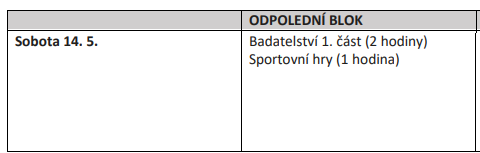 ODPOLEDNÍ BLOK
Sobota 14. 5.
Badatelství 1. část (2 hodiny)
Sportovní hry (1 hodina)